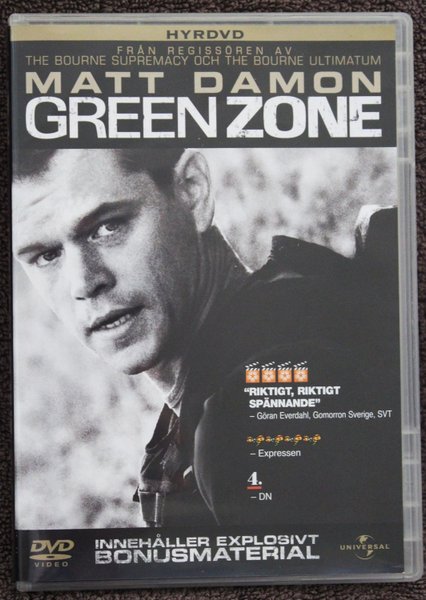 HYRDVD
FRÅN REGISSÖREN AV
THE BOURNE SUPREMACY OCH THE BOURNE ULTIMATUM
MATT DAMON
GREEN ZONE
"RIKTIGT, RIKTIGT
SPÄNNANDE"
– Göran Everdahl, Gomorron Sverige, SVT
– Expressen
4.
– DN
INNEHÅLLER EXPLOSIVT
BONUSMATERIAL
DVD
VIDEO
UNIVERSAL